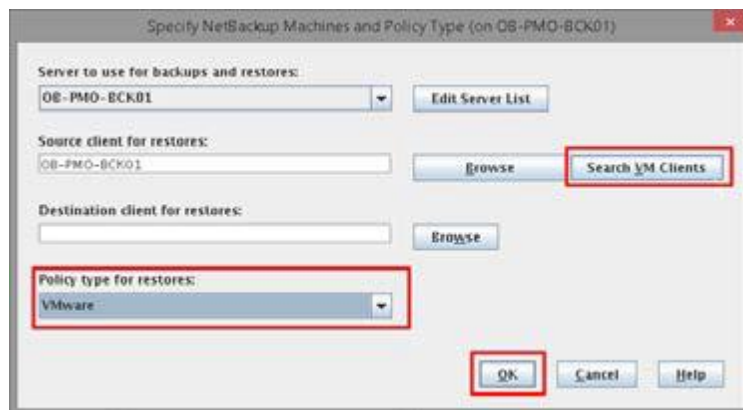 Specify NetBackup Machines and Policy Type (on OB-PMO-BCK01)
Server to use for backups and restores:
OB-PMO-BCK01
Edit Server List
Source client for restores:
OB-PMO-BCK01
Browse
Search VM Clients
Destination client for restores:
Browse
Policy type for restores:
VMware
OK
Cancel
Help